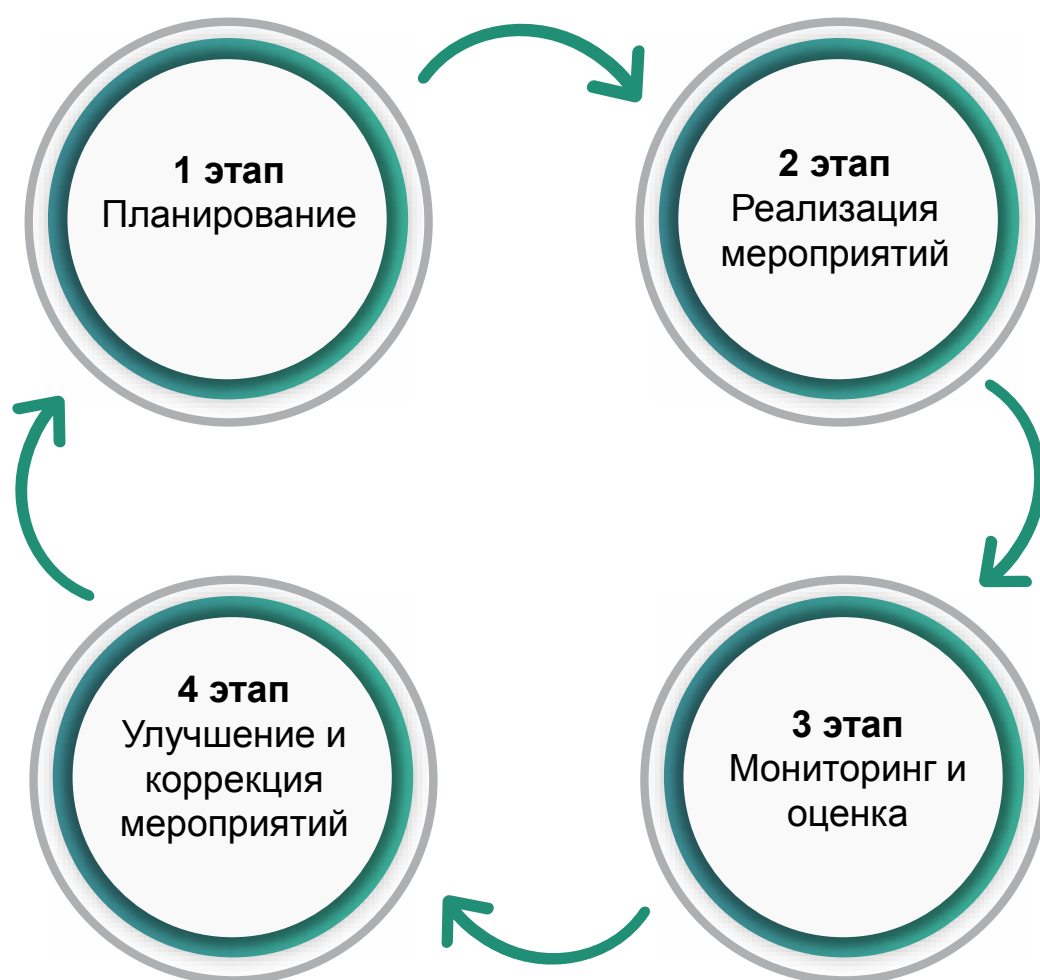 1 этап
Планирование
2 этап
Реализация
мероприятий
3 этап
Мониторинг и
оценка
4 этап
Улучшение и
коррекция
мероприятий